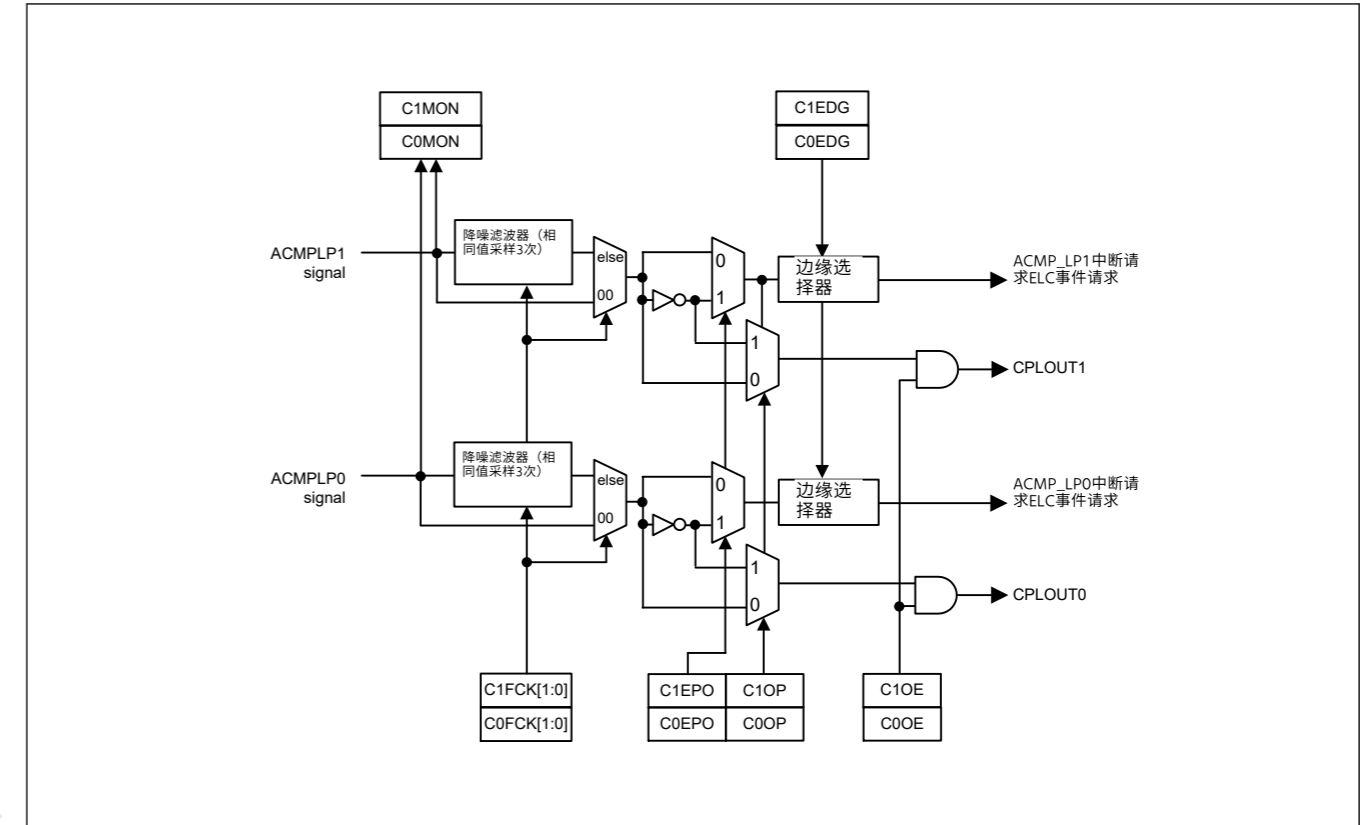 C1MON
C0MON
C1EDG
C0EDG
ACMPLP1
signal
降噪滤波器（相
同值采样3次）
else
00
0
1
边缘选
择器
ACMP_LP1中断请
求ELC事件请求
1
0
CPLOUT1
ACMPLP0
signal
降噪滤波器（相
同值采样3次）
else
00
0
1
边缘选
择器
ACMP_LP0中断请
求ELC事件请求
1
0
CPLOUT0
C1FCK[1:0]
C0FCK[1:0]
C1EPO
C1OP
C0EPO
C0OP
C1OE
C0OE